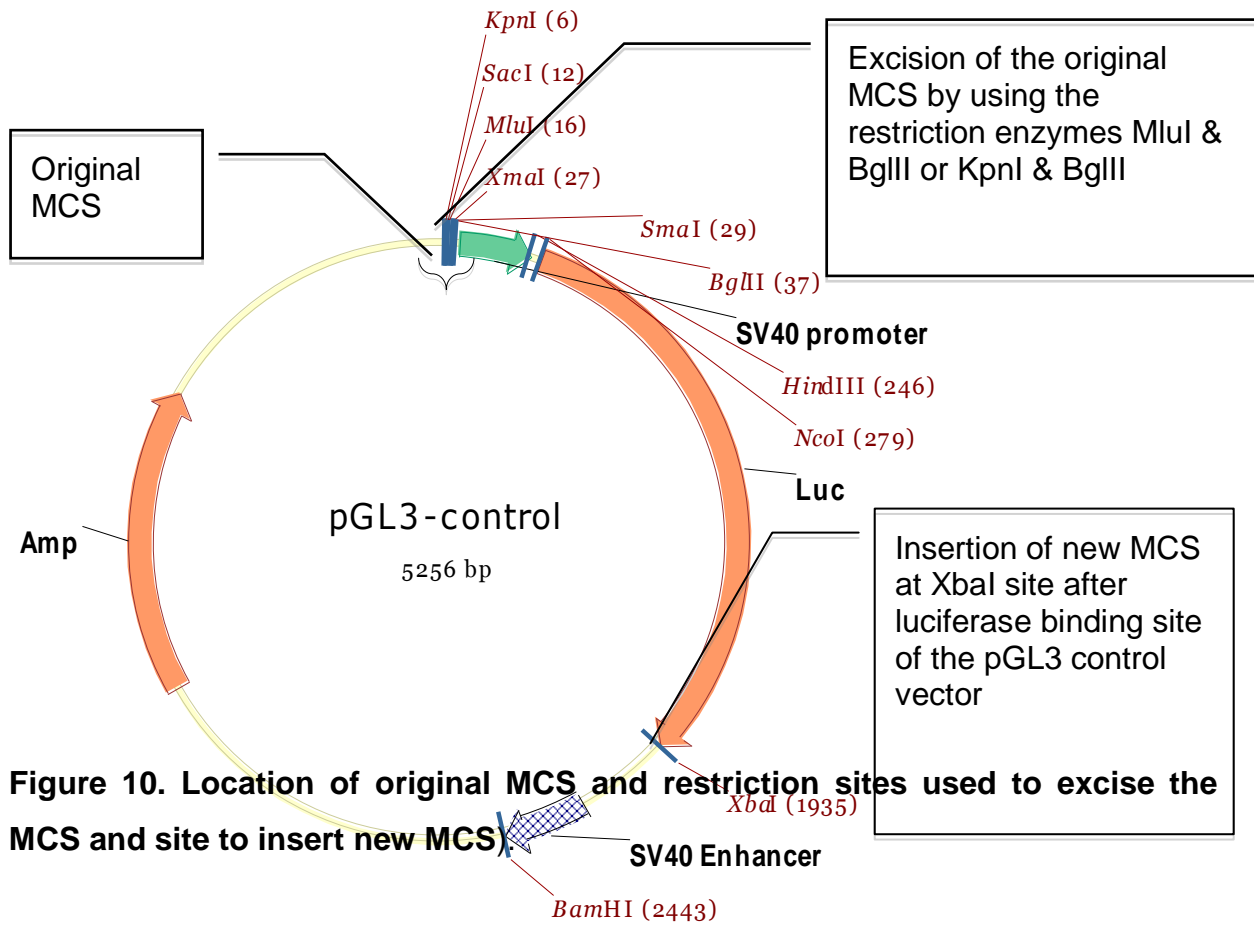 KpnI (6)
SacI (12)
MluI (16)
XmaI (27)
SmaI (29)
BglII (37)
SV40 promoter
HindIII (246)
NcoI (279)
Luc
Original
MCS
Excision of the original
MCS by using the
restriction enzymes MluI &
BglII or KpnI & BglII
pGL3-control
5256 bp
Amp
Insertion of new MCS
at XbaI site after
luciferase binding site
of the pGL3 control
vector
XbaI (1935)
SV40 Enhancer
BamHI (2443)
Figure 10. Location of original MCS and restriction sites used to excise the
MCS and site to insert new MCS).